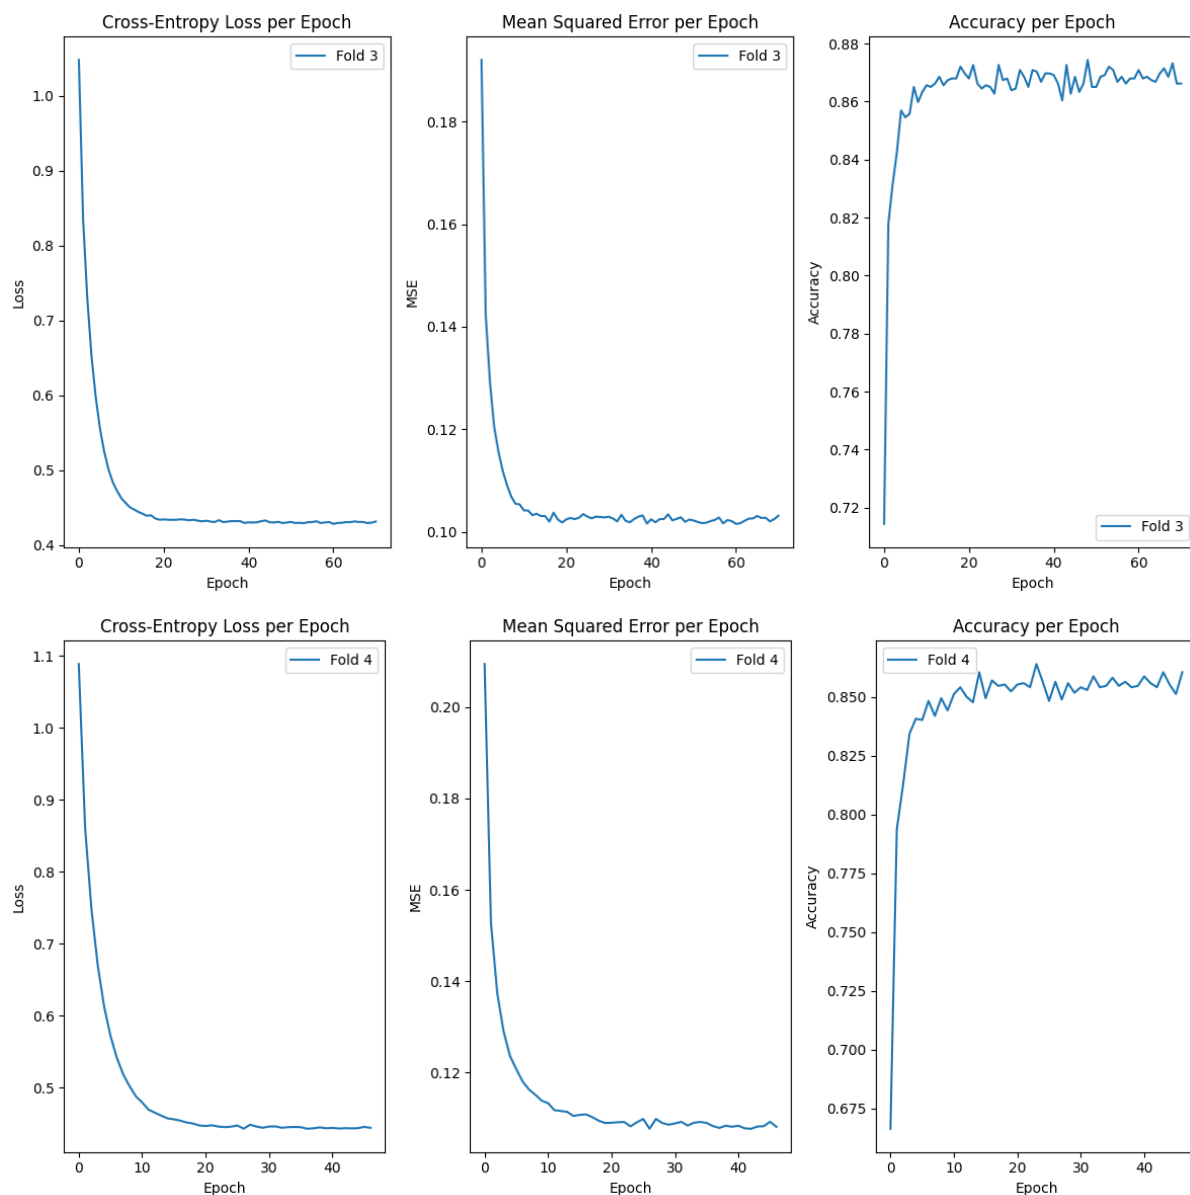 Cross-Entropy Loss per Epoch
Fold 3
1.0
0.9
0.8
0.7
0.6
0.5
0.4
Loss
0 20 40 60
Epoch
Mean Squared Error per Epoch
Fold 3
0.18
0.16
0.14
0.12
0.10
MSE
0 20 40 60
Epoch
Accuracy per Epoch
0.88
0.86
0.84
0.82
0.80
0.78
0.76
0.74
0.72
Accuracy
Fold 3
0 20 40 60
Epoch
Cross-Entropy Loss per Epoch
Fold 4
1.1
1.0
0.9
0.8
0.7
0.6
0.5
Loss
0 10 20 30 40
Epoch
Mean Squared Error per Epoch
Fold 4
0.20
0.18
0.16
0.14
0.12
MSE
0 10 20 30 40
Epoch
Accuracy per Epoch
Fold 4
0.850
0.825
0.800
0.775
0.750
0.725
0.700
0.675
Accuracy
0 10 20 30 40
Epoch